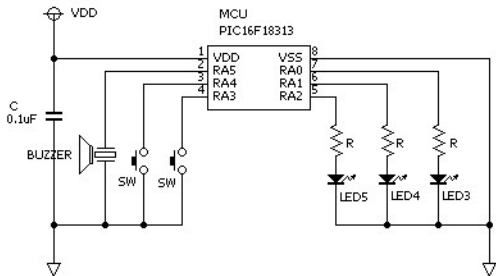 VDD
MCU
PIC16F18313
1 VDD VSS 8
2 RA5 RA0 7
3 RA4 RA1 6
4 RA3 RA2 5
C
0.1uF
R R R
BUZZER
SW SW
LED5 LED4 LED3